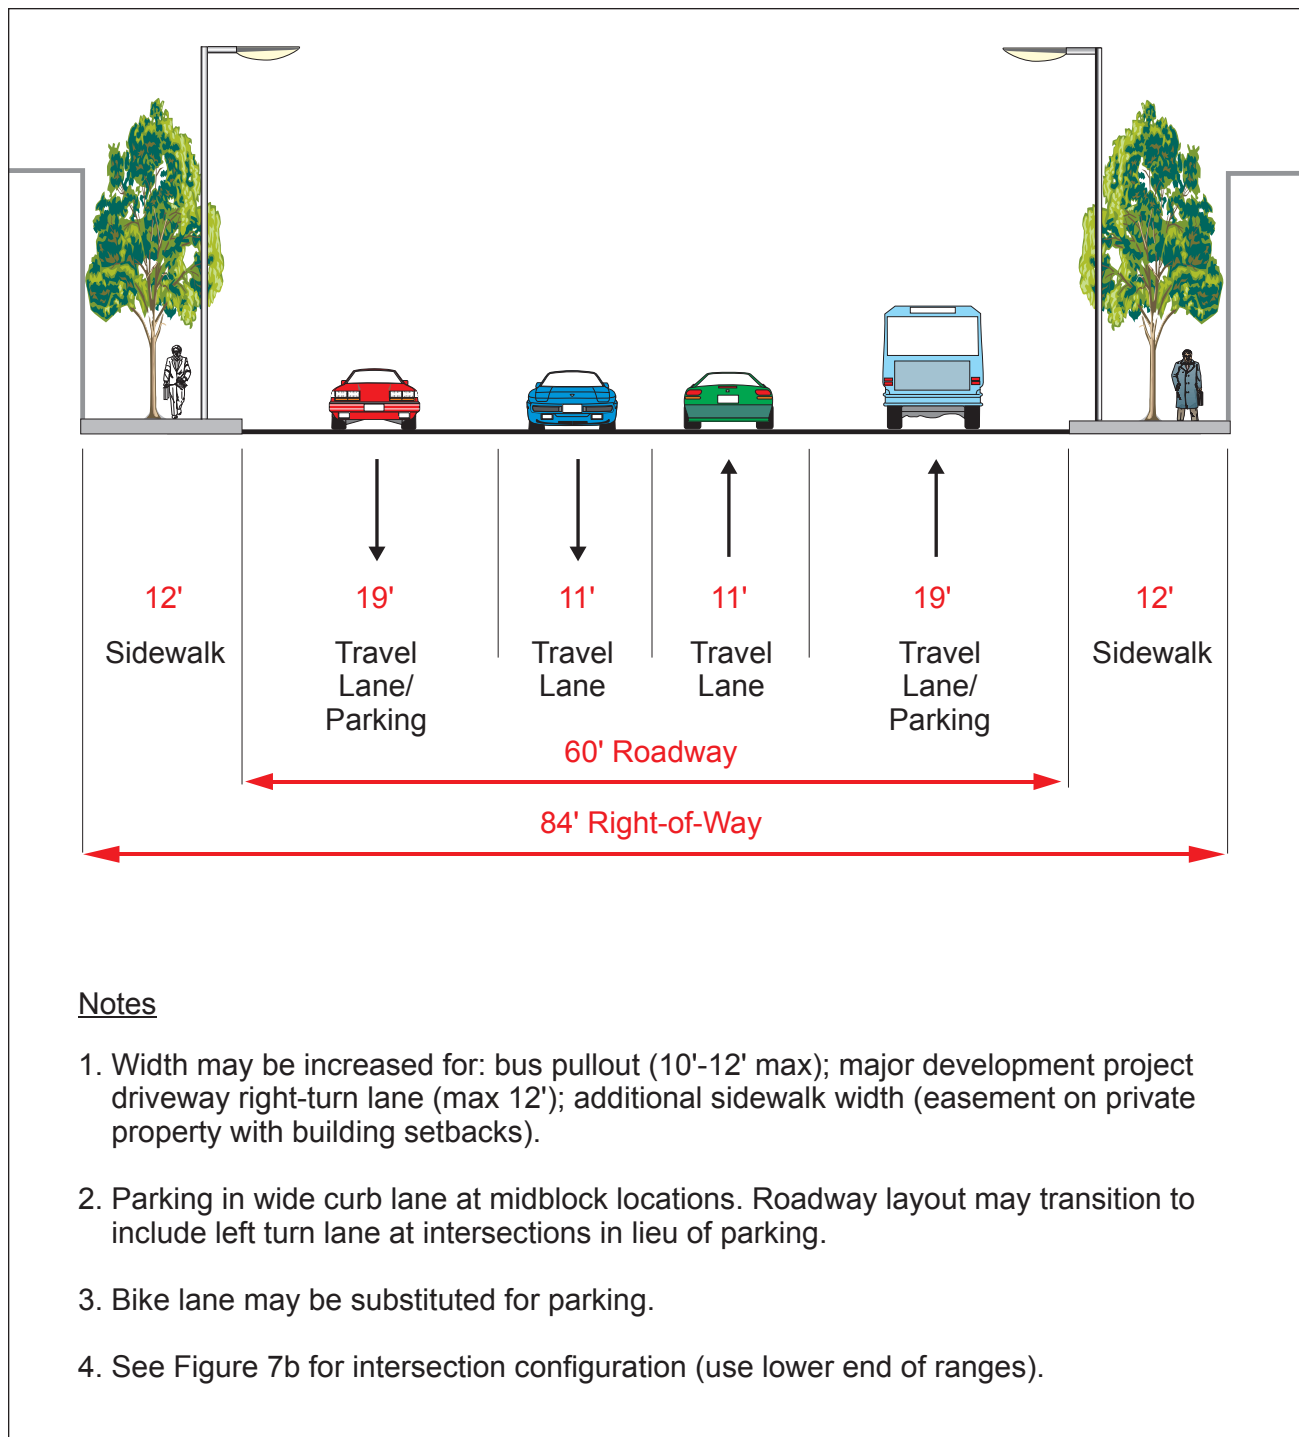 12' 19' 11' 11' 19' 12'
Sidewalk Travel Travel Travel Travel Sidewalk
Lane/ Lane Lane Lane/
Parking Parking
60' Roadway
84' Right-of-Way
Notes
1. Width may be increased for: bus pullout (10'-12' max); major development project
driveway right-turn lane (max 12'); additional sidewalk width (easement on private
property with building setbacks).
2. Parking in wide curb lane at midblock locations. Roadway layout may transition to
include left turn lane at intersections in lieu of parking.
3. Bike lane may be substituted for parking.
4. See Figure 7b for intersection configuration (use lower end of ranges).